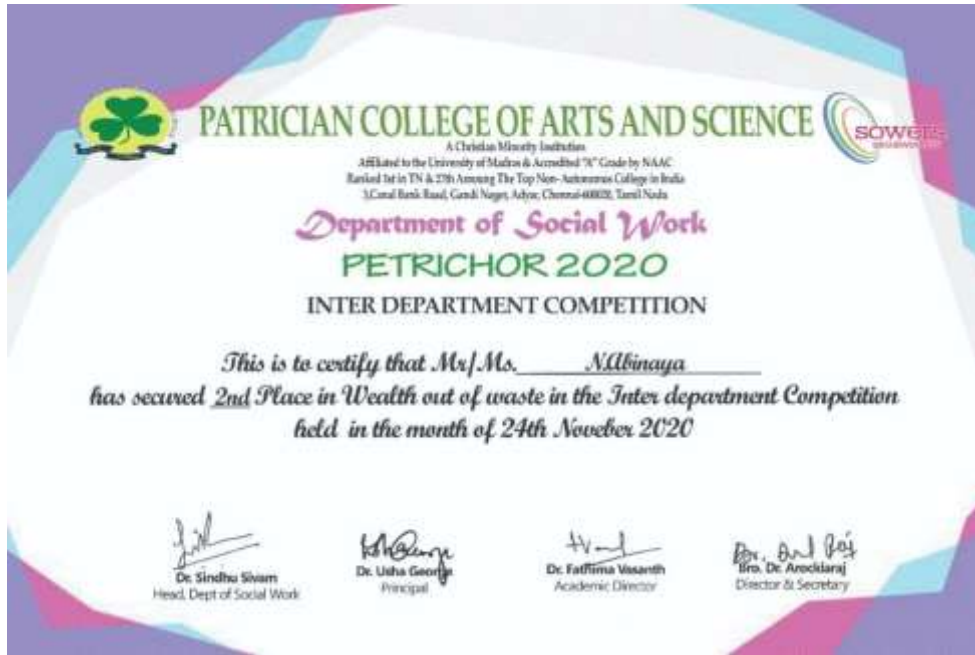 PATRICIAN COLLEGE OF ARTS AND SCIENCE
SOWERS
A Christian Minority Institution
Affiliated to the University of Madras & Accredited "A" Grade by NAAC
Ranked 1st in TN & 27th Amoung The Top Non- Autonomous College in India
3,Canal Bank Road, Gandi Nager, Adyar, Chennai-600020, Tamil Nadu
Department of Social Work
PETRICHOR 2020
INTER DEPARTMENT COMPETITION
This is to certify that Mr/Ms. N.Abinaya
has secured 2nd Place in Wealth out of waste in the Inter department Competition
held in the month of 24th Noveber 2020
Dr. Sindhu Sivam
Head, Dept of Social Work
Dr. Usha George
Principal
Dr. Fathima Vasanth
Academic Director
Bro. Dr. Arockiaraj
Director & Secretary